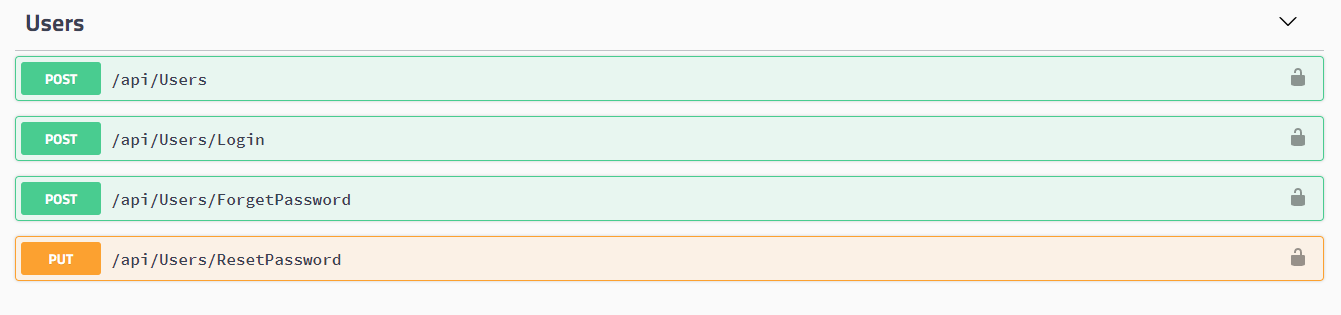 Users
POST /api/Users
POST /api/Users/Login
POST /api/Users/ForgetPassword
PUT /api/Users/ResetPassword